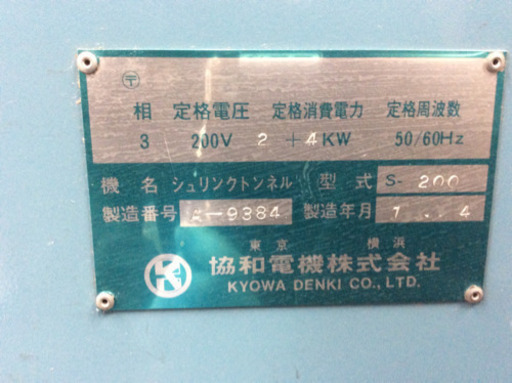 〒
相 定格電圧 定格消費電力 定格周波数
3 200V 2 +4KW 50/60Hz
機名 シュリンクトンネル 型式 S-200
製造番号 -9384 製造年月 1 . 4
東京 横浜
K
協和電機株式会社
KYOWA DENKI CO., LTD.